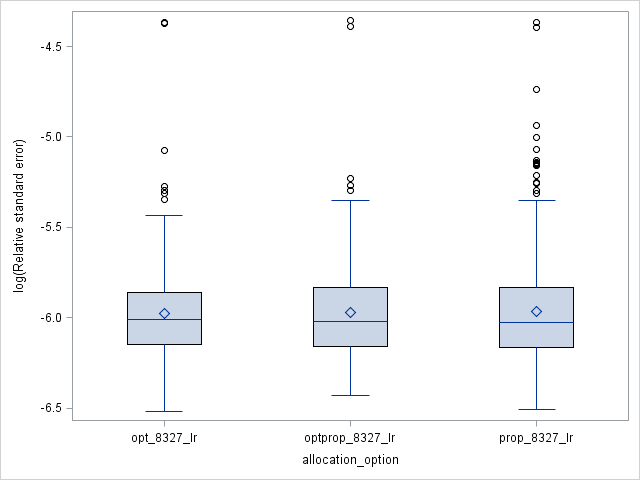 -4.5
-5.0
-5.5
-6.0
-6.5
log(Relative standard error)
opt_8327_lr
optprop_8327_lr
prop_8327_lr
allocation_option